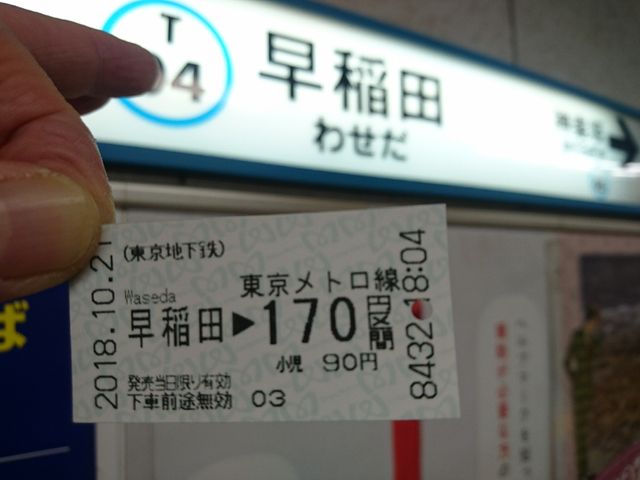 T
04
早稲田
わせだ
(東京地下鉄)
東京メトロ線
Waseda
早稲田▶170円区間
小児 90円
発売当日限り有効
下車前途無効 03
2018.10.21
8432 18:04